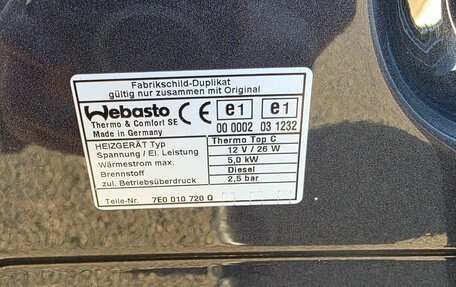 Fabrikschild-Duplikat
gültig nur zusammen mit Original
Webasto CE e1 e1
Thermo & Comfort SE 00 0002 03 1232
Made in Germany
HEIZGERÄT Typ Thermo Top C
Spannung / El. Leistung 12 V / 26 W
Wärmestrom max. 5,0 kW
Brennstoff Diesel
zul. Betriebsüberdruck 2,5 bar
Teile-Nr. 7E0 010 720 Q